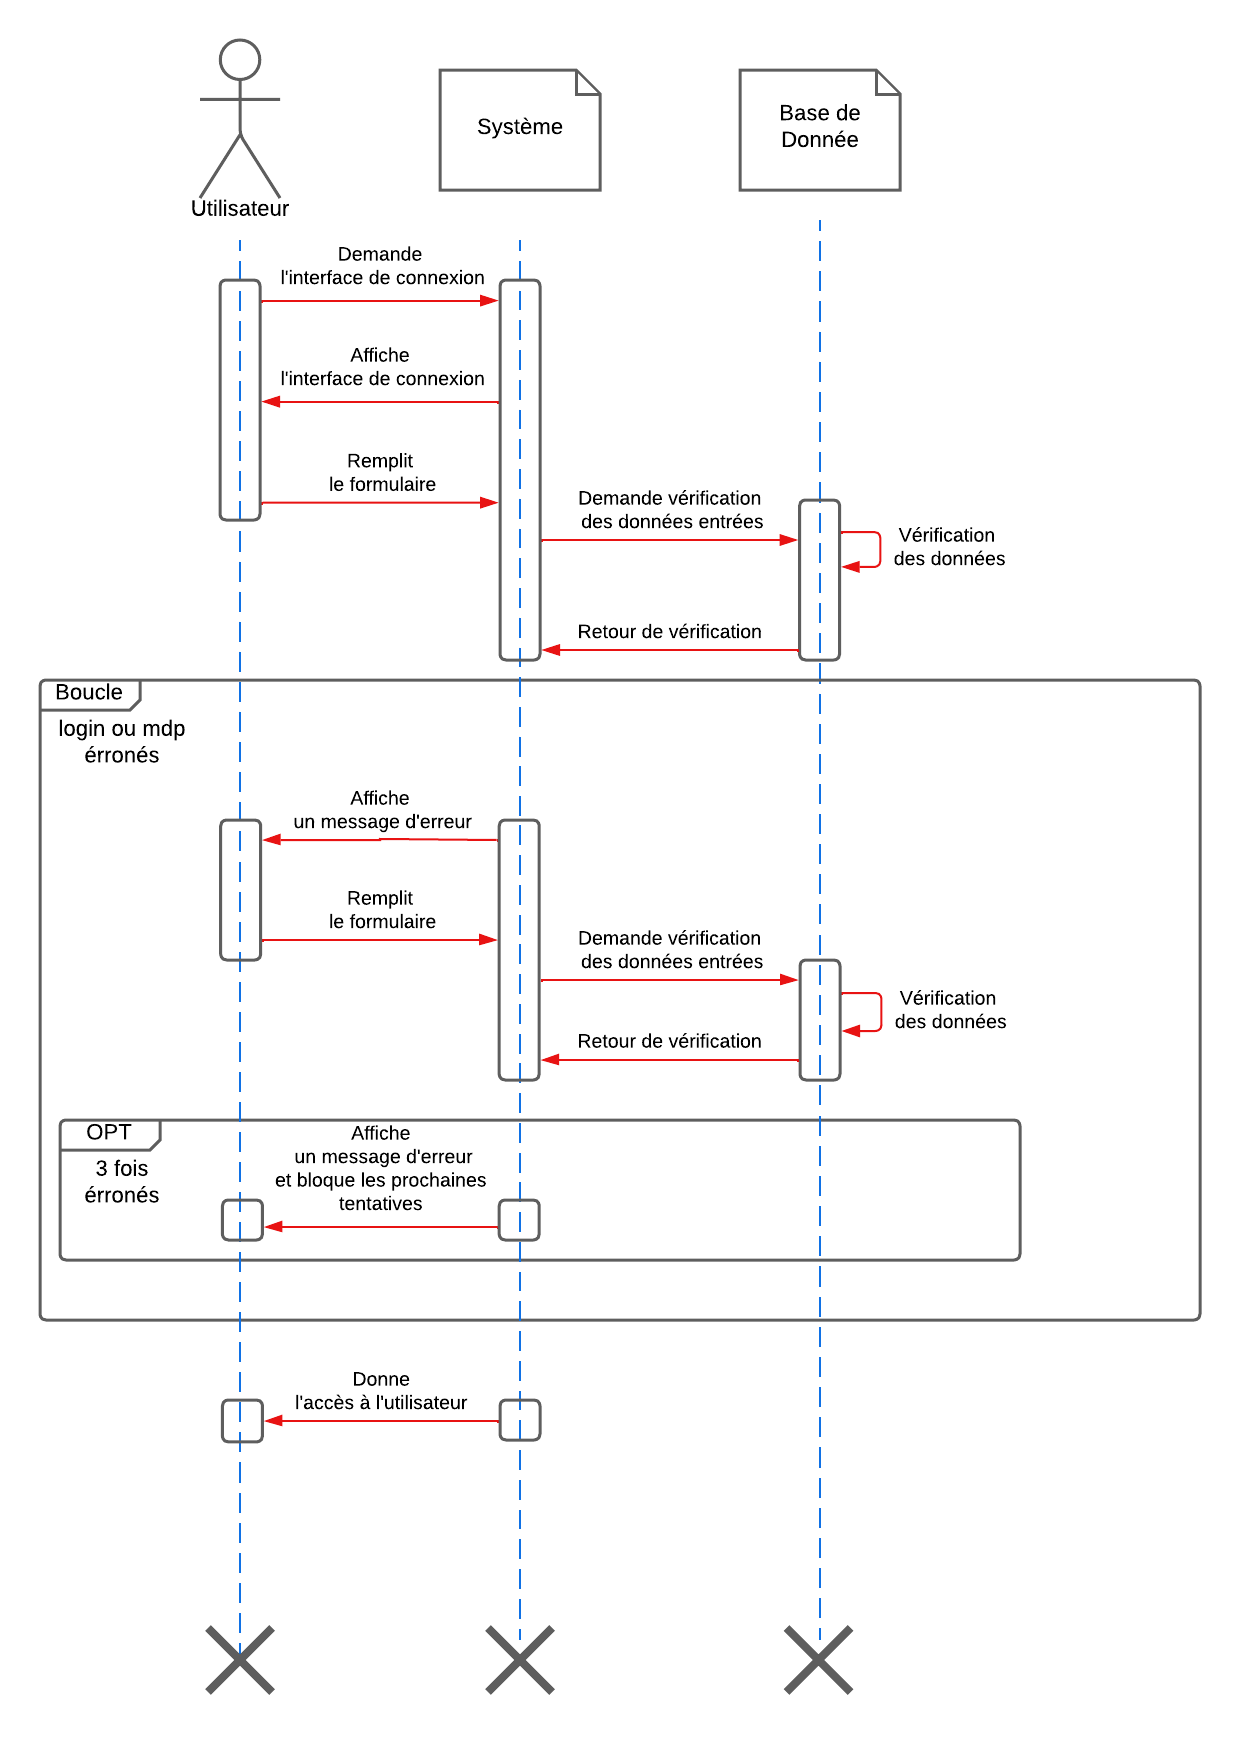 Utilisateur
Système
Base de
Donnée
Demande
l'interface de connexion
Affiche
l'interface de connexion
Remplit
le formulaire
Demande vérification
des données entrées
Vérification
des données
Retour de vérification
Boucle
login ou mdp
érronés
Affiche
un message d'erreur
Remplit
le formulaire
Demande vérification
des données entrées
Vérification
des données
Retour de vérification
OPT
3 fois
érronés
Affiche
un message d'erreur
et bloque les prochaines
tentatives
Donne
l'accès à l'utilisateur